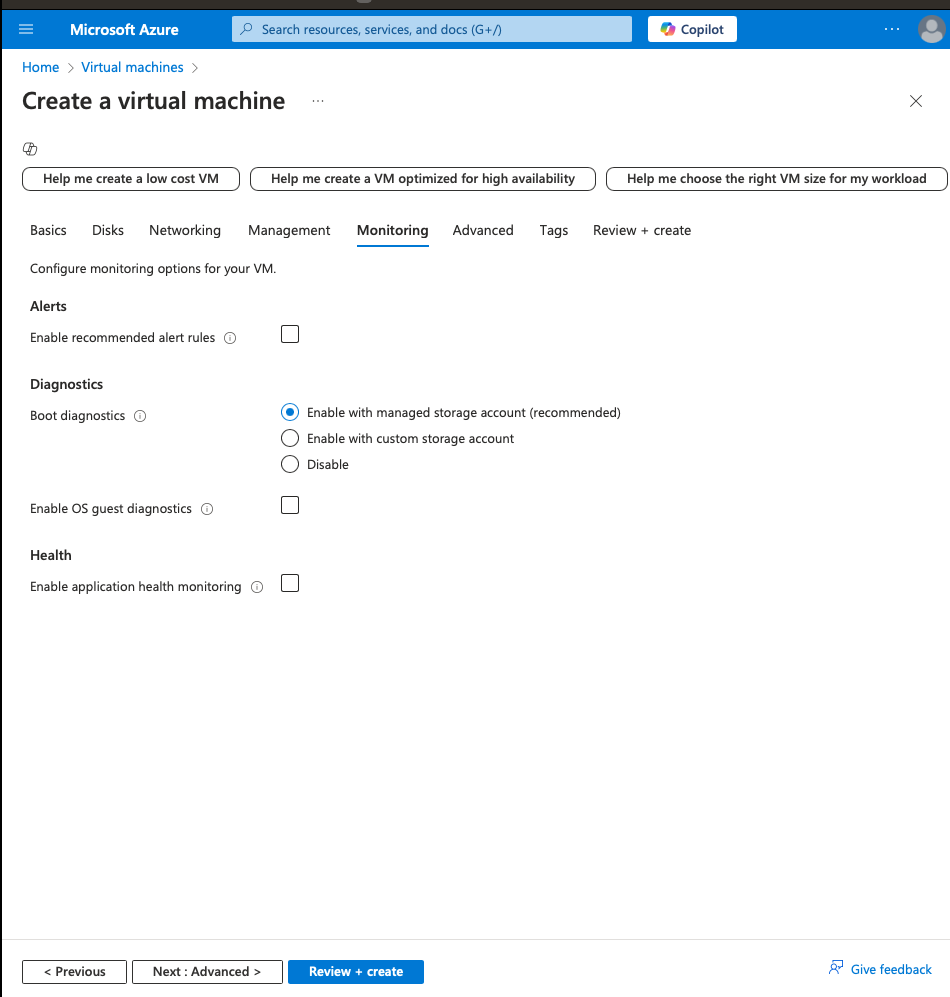 Microsoft Azure
Search resources, services, and docs (G+/)
Copilot
...
Home > Virtual machines >
Create a virtual machine ...
Help me create a low cost VM
Help me create a VM optimized for high availability
Help me choose the right VM size for my workload
Basics Disks Networking Management Monitoring Advanced Tags Review + create
Configure monitoring options for your VM.
Alerts
Enable recommended alert rules
Diagnostics
Boot diagnostics
Enable with managed storage account (recommended)
Enable with custom storage account
Disable
Enable OS guest diagnostics
Health
Enable application health monitoring
< Previous
Next : Advanced >
Review + create
Give feedback